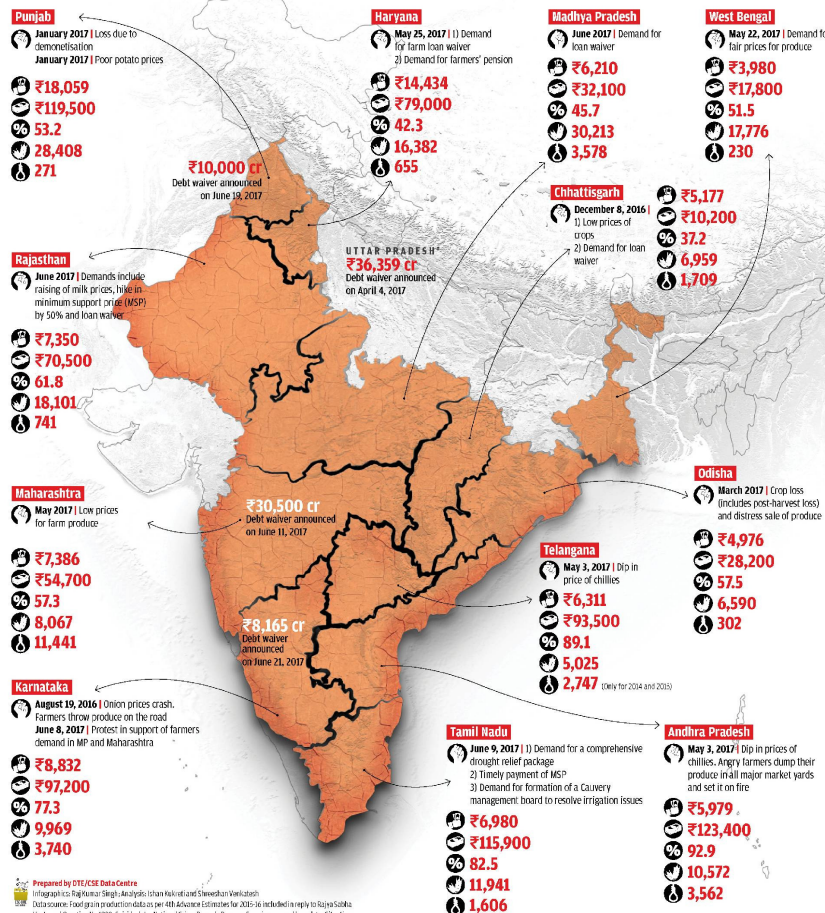 Punjab
January 2017 | Loss due to
demonetisation
January 2017 | Poor potato prices
₹18,059
₹119,500
% 53.2
28,408
271
Haryana
May 25, 2017 | 1) Demand
for farm loan waiver
2) Demand for farmers' pension
₹14,434
₹79,000
% 42.3
16,382
655
Madhya Pradesh
June 2017 | Demand for
loan waiver
₹6,210
₹32,100
% 45.7
30,213
3,578
West Bengal
May 22, 2017 | Demand fo
fair prices for produce
₹3,980
₹17,800
% 51.5
17,776
230
₹10,000 cr
Debt waiver announced
on June 19, 2017
Chhattisgarh
December 8, 2016 |
1) Low prices of
crops
2) Demand for loan
waiver
₹5,177
₹10,200
% 37.2
6,959
1,709
UTTAR PRADESH*
₹36,359 cr
Debt waiver announced
on April 4, 2017
Rajasthan
June 2017 | Demands include
raising of milk prices, hike in
minimum support price (MSP)
by 50% and loan waiver
₹7,350
₹70,500
% 61.8
18,101
741
Maharashtra
May 2017 | Low prices
for farm produce
₹7,386
₹54,700
% 57.3
8,067
11,441
₹30,500 cr
Debt waiver announced
on June 11, 2017
Odisha
March 2017 | Crop loss
(includes post-harvest loss)
and distress sale of produce
₹4,976
₹28,200
% 57.5
6,590
302
Telangana
May 3, 2017 | Dip in
price of chillies
₹6,311
₹93,500
% 89.1
5,025
2,747 (Only for 2014 and 2015)
₹8,165 cr
Debt waiver
announced
on June 21, 2017
Karnataka
August 19, 2016 | Onion prices crash.
Farmers throw produce on the road
June 8, 2017 | Protest in support of farmers
demand in MP and Maharashtra
₹8,832
₹97,200
% 77.3
9,969
3,740
Tamil Nadu
June 9, 2017 | 1) Demand for a comprehensive
drought relief package
2) Timely payment of MSP
3) Demand for formation of a Cauvery
management board to resolve irrigation issues
₹6,980
₹115,900
% 82.5
11,941
1,606
Andhra Pradesh
May 3, 2017 | Dip in prices of
chillies. Angry farmers dump their
produce in all major market yards
and set it on fire
₹5,979
₹123,400
% 92.9
10,572
3,562
Prepared by DTE/CSE Data Centre
Infographics: Raj Kumar Singh; Analysis: Ishan Kukreti and Shreeshan Venkatesh
Data source: Food grain production data as per 4th Advance Estimates for 2015-16 included in reply to Rajya Sabha